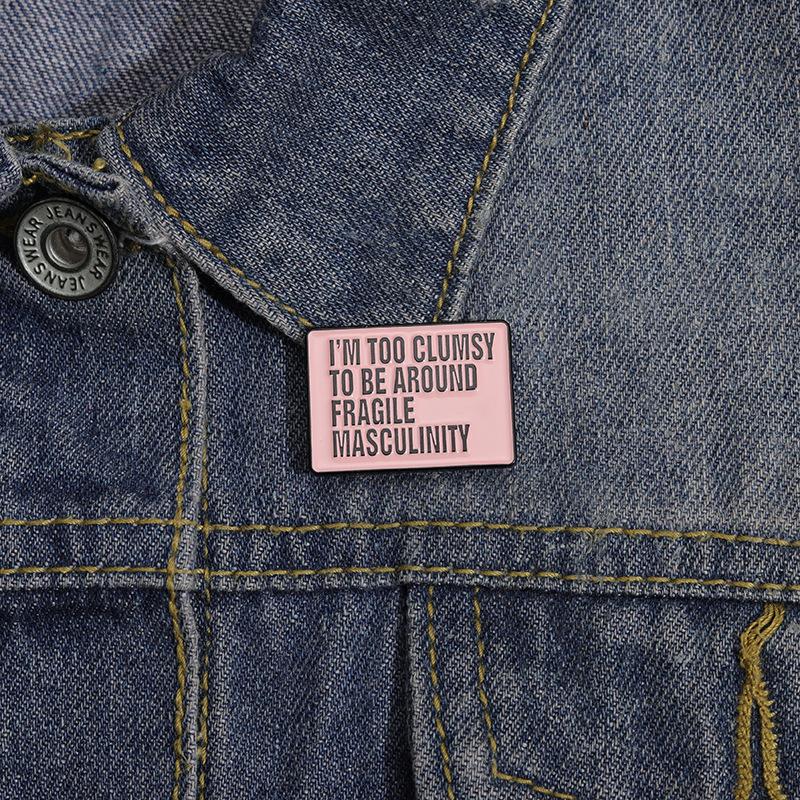 JEANSWEAR JEANSWEAR
I'M TOO CLUMSY
TO BE AROUND
FRAGILE
MASCULINITY